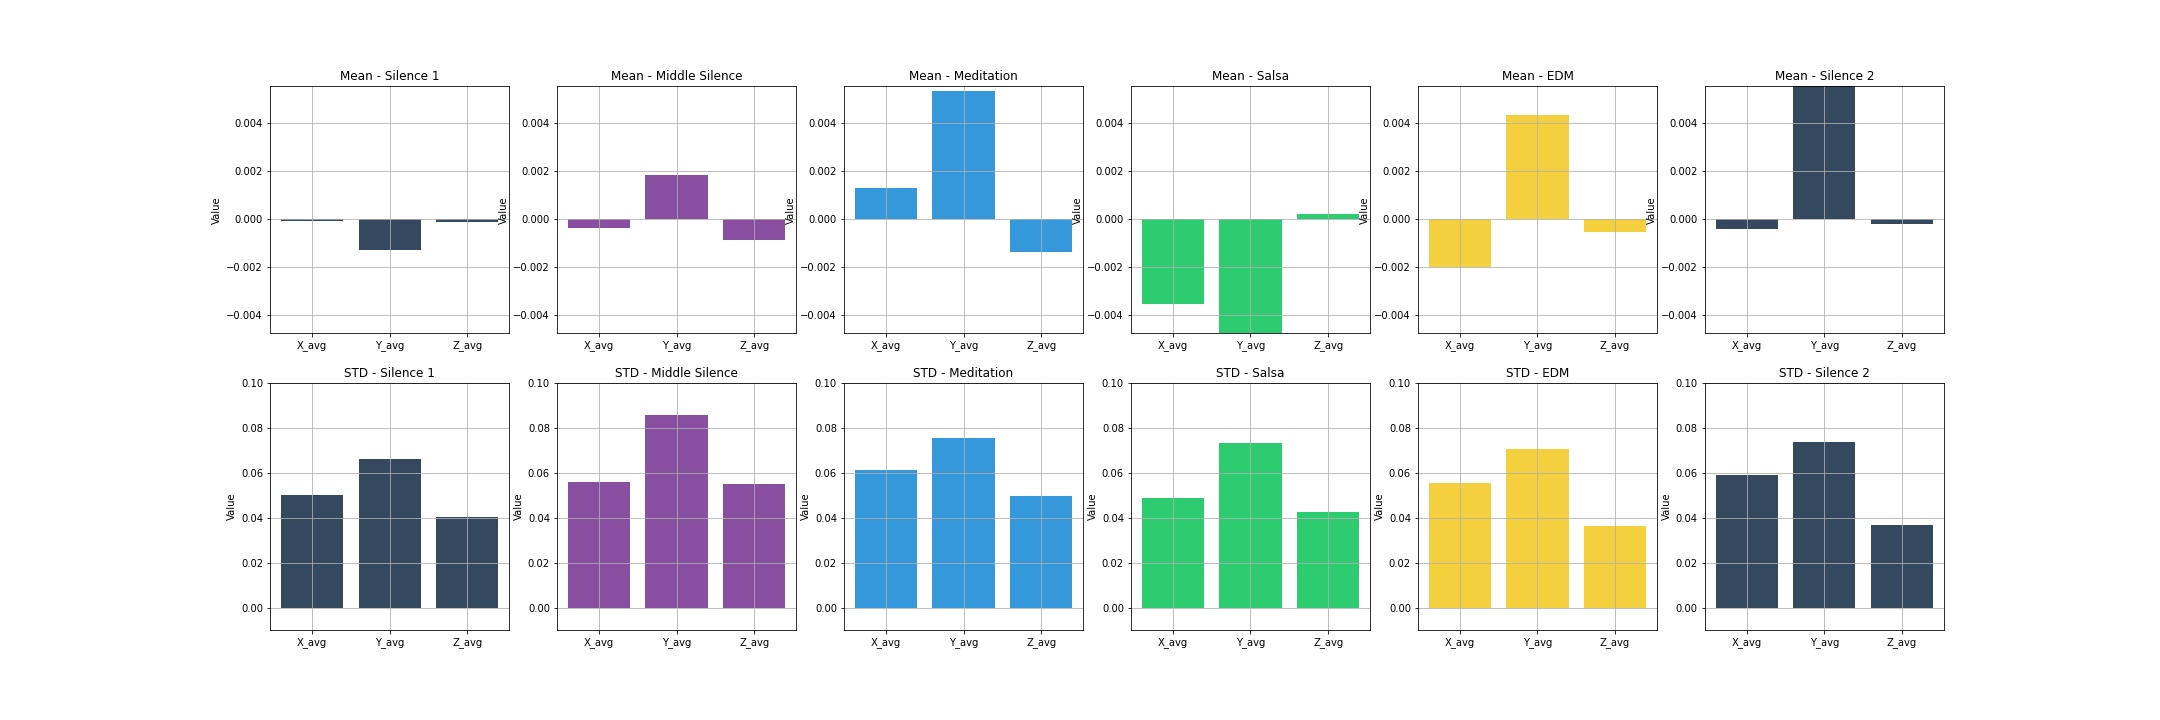 Mean - Silence 1
Value
0.004
0.002
0.000
−0.002
−0.004
X_avg Y_avg Z_avg
Mean - Middle Silence
Value
0.004
0.002
0.000
−0.002
−0.004
X_avg Y_avg Z_avg
Mean - Meditation
Value
0.004
0.002
0.000
−0.002
−0.004
X_avg Y_avg Z_avg
Mean - Salsa
Value
0.004
0.002
0.000
−0.002
−0.004
X_avg Y_avg Z_avg
Mean - EDM
Value
0.004
0.002
0.000
−0.002
−0.004
X_avg Y_avg Z_avg
Mean - Silence 2
Value
0.004
0.002
0.000
−0.002
−0.004
X_avg Y_avg Z_avg
STD - Silence 1
Value
0.10
0.08
0.06
0.04
0.02
0.00
X_avg Y_avg Z_avg
STD - Middle Silence
Value
0.10
0.08
0.06
0.04
0.02
0.00
X_avg Y_avg Z_avg
STD - Meditation
Value
0.10
0.08
0.06
0.04
0.02
0.00
X_avg Y_avg Z_avg
STD - Salsa
Value
0.10
0.08
0.06
0.04
0.02
0.00
X_avg Y_avg Z_avg
STD - EDM
Value
0.10
0.08
0.06
0.04
0.02
0.00
X_avg Y_avg Z_avg
STD - Silence 2
Value
0.10
0.08
0.06
0.04
0.02
0.00
X_avg Y_avg Z_avg